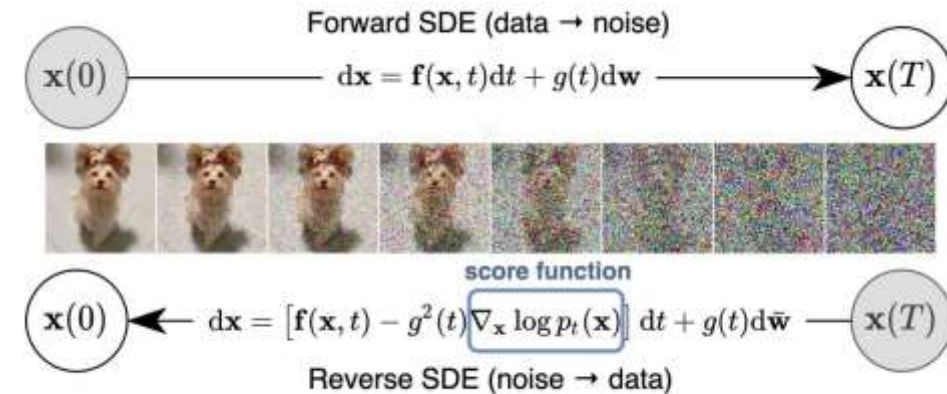 Forward SDE (data → noise)
x(0) dx = f(x, t)dt + g(t)dw x(T)
score function
x(0) dx = [f(x, t) − g²(t)∇ₓ log pₜ(x)] dt + g(t)dw̄ x(T)
Reverse SDE (noise → data)